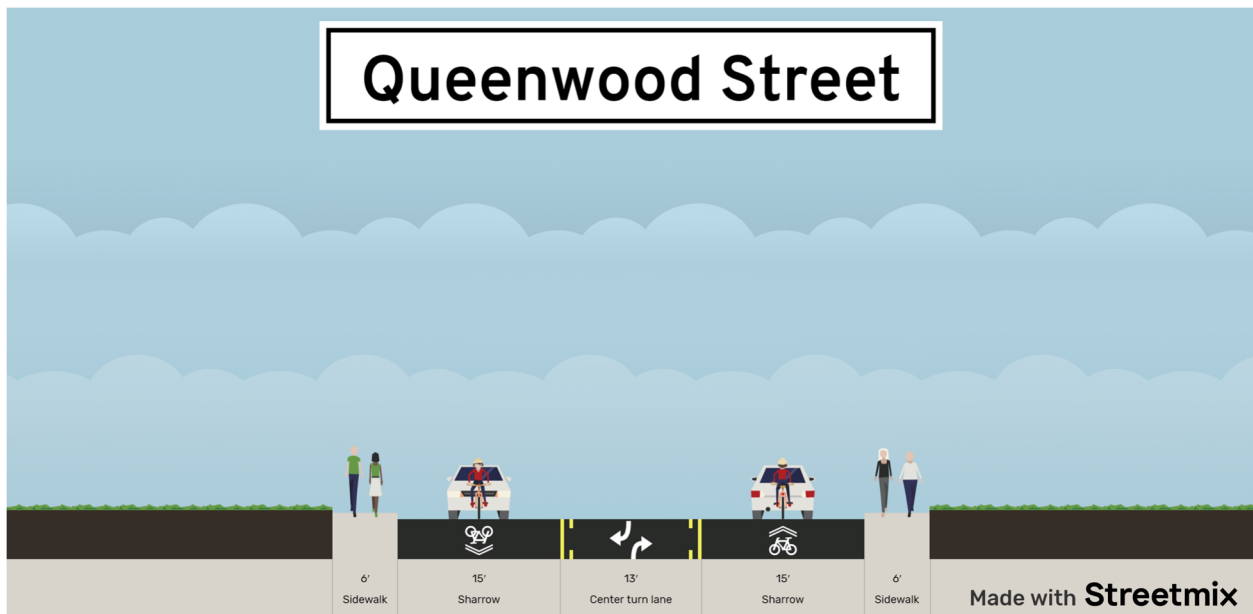 Queenwood Street
6′
Sidewalk
15′
Sharrow
13′
Center turn lane
15′
Sharrow
6′
Sidewalk
Made with Streetmix